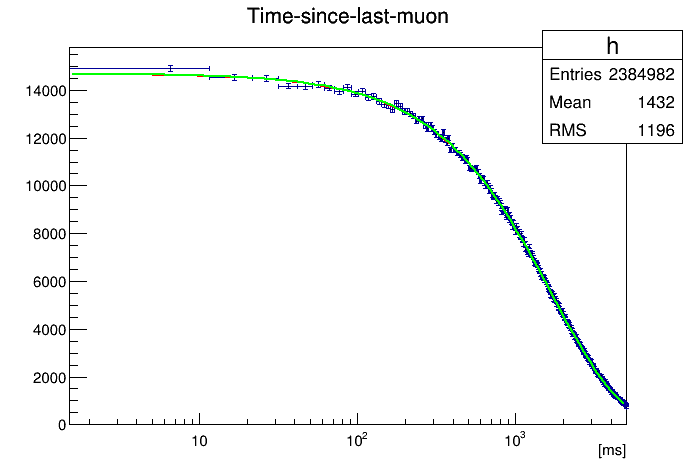 Time-since-last-muon
h
Entries 2384982
Mean 1432
RMS 1196
14000
12000
10000
8000
6000
4000
2000
0
10 10² 10³
[ms]